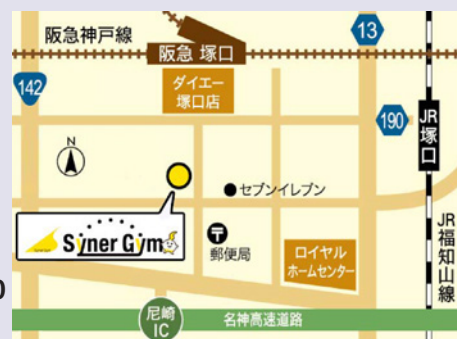 阪急神戸線
阪急 塚口
13
ダイエー
塚口店
142
190
JR
塚口
N
セブンイレブン
Syner Gym
〒
郵便局
ロイヤル
ホームセンター
JR
福知山線
尼崎
IC
名神高速道路
0